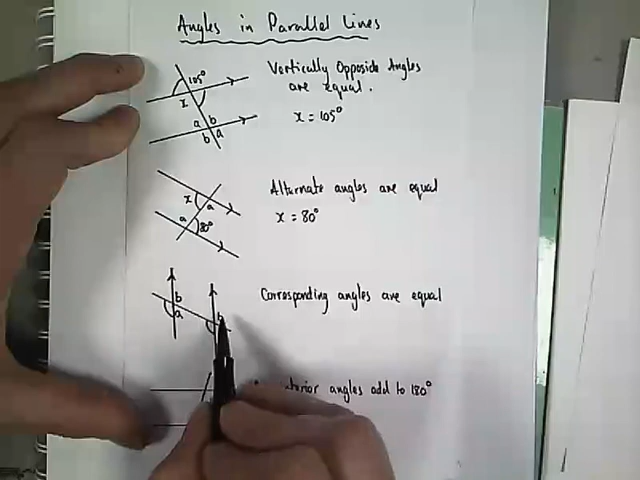 Angles in Parallel Lines
105°
Vertically Opposite Angles
are equal.
x
x = 105°
a b
b a
Alternate angles are equal
x a
x = 80°
a 80°
Corresponding angles are equal
b
a
b
angles add to 180°